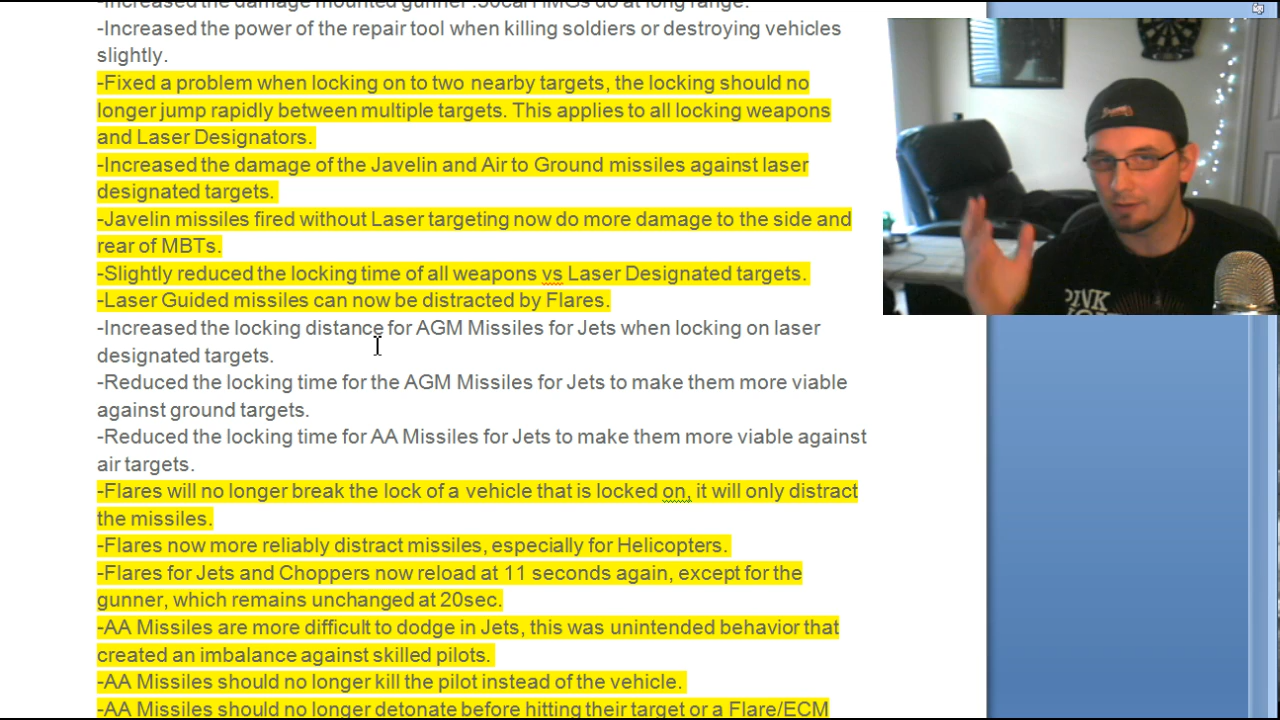 -Increased the damage mounted gunner .50cal HMGs do at long range.
-Increased the power of the repair tool when killing soldiers or destroying vehicles
slightly.
-Fixed a problem when locking on to two nearby targets, the locking should no
longer jump rapidly between multiple targets. This applies to all locking weapons
and Laser Designators.
-Increased the damage of the Javelin and Air to Ground missiles against laser
designated targets.
-Javelin missiles fired without Laser targeting now do more damage to the side and
rear of MBTs.
-Slightly reduced the locking time of all weapons vs Laser Designated targets.
-Laser Guided missiles can now be distracted by Flares.
-Increased the locking distance for AGM Missiles for Jets when locking on laser
designated targets.
-Reduced the locking time for the AGM Missiles for Jets to make them more viable
against ground targets.
-Reduced the locking time for AA Missiles for Jets to make them more viable against
air targets.
-Flares will no longer break the lock of a vehicle that is locked on, it will only distract
the missiles.
-Flares now more reliably distract missiles, especially for Helicopters.
-Flares for Jets and Choppers now reload at 11 seconds again, except for the
gunner, which remains unchanged at 20sec.
-AA Missiles are more difficult to dodge in Jets, this was unintended behavior that
created an imbalance against skilled pilots.
-AA Missiles should no longer kill the pilot instead of the vehicle.
-AA Missiles should no longer detonate before hitting their target or a Flare/ECM